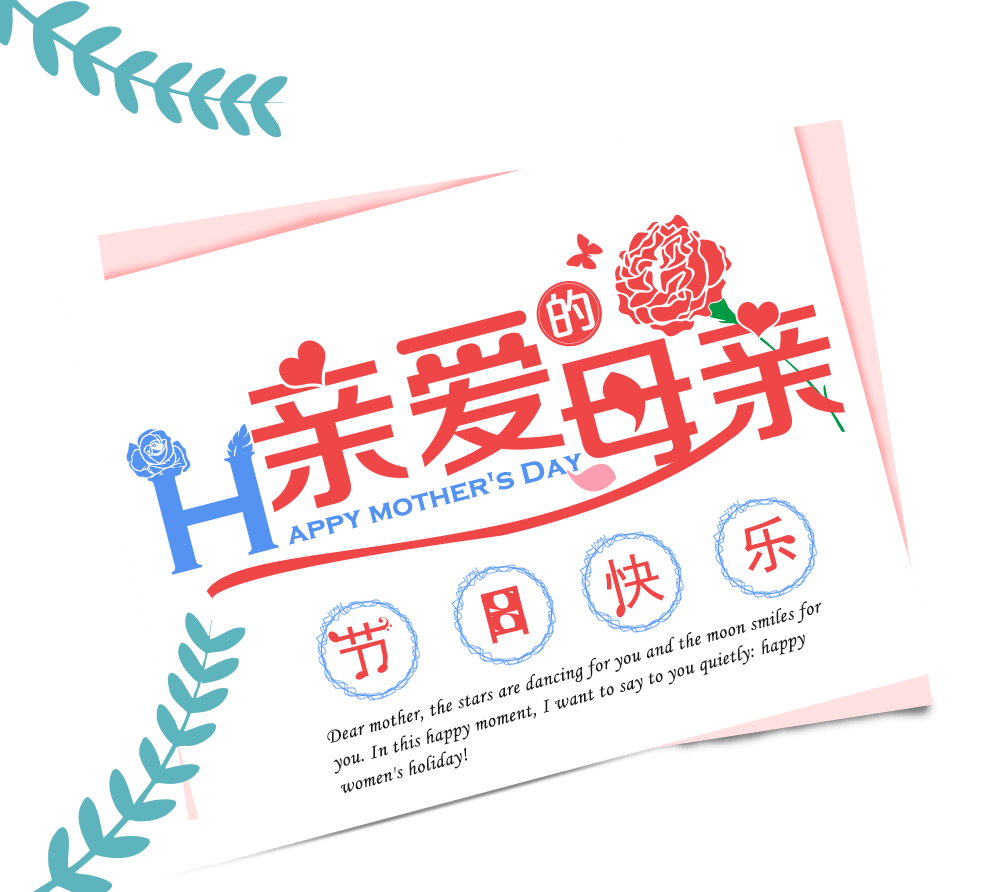 亲爱的母亲
HAPPY MOTHER'S DAY
节日快乐
Dear mother, the stars are dancing for you and the moon smiles for
you. In this happy moment, I want to say to you quietly: happy
women's holiday!